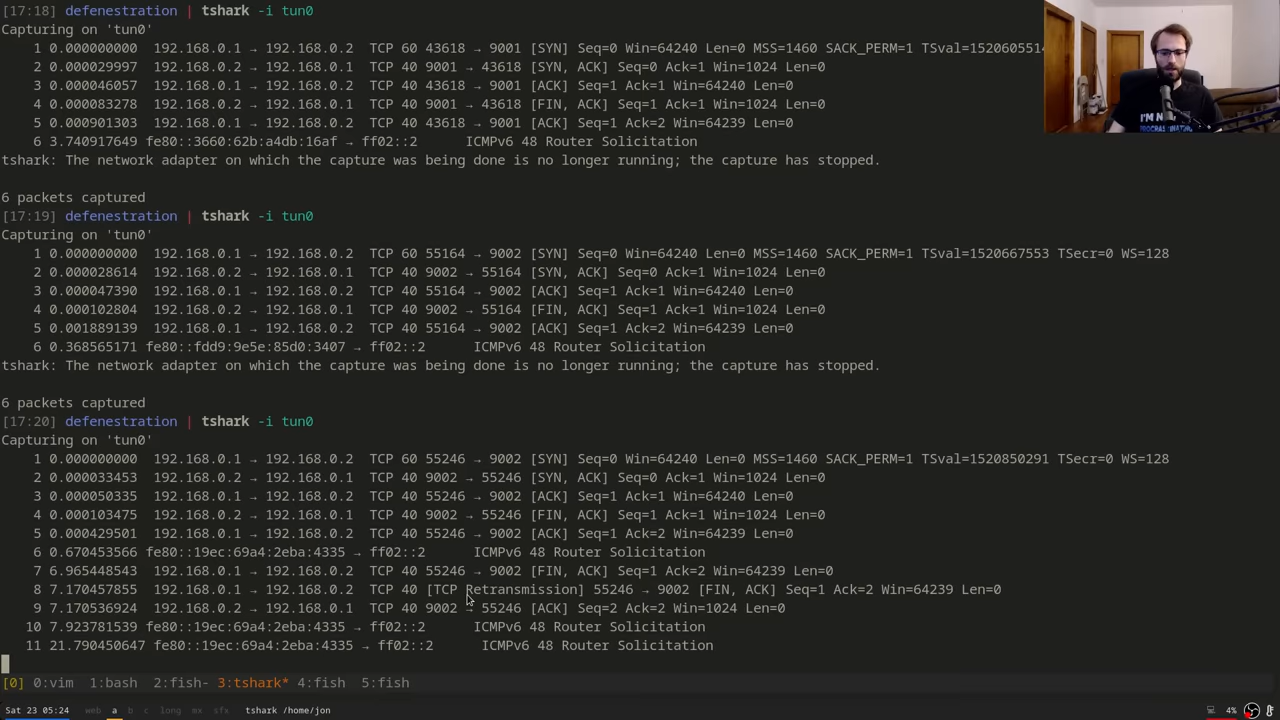 [17:18] defenestration | tshark -i tun0
Capturing on 'tun0'
1 0.000000000 192.168.0.1 → 192.168.0.2 TCP 60 43618 → 9001 [SYN] Seq=0 Win=64240 Len=0 MSS=1460 SACK_PERM=1 TSval=1520605514
2 0.000029997 192.168.0.2 → 192.168.0.1 TCP 40 9001 → 43618 [SYN, ACK] Seq=0 Ack=1 Win=1024 Len=0
3 0.000046057 192.168.0.1 → 192.168.0.2 TCP 40 43618 → 9001 [ACK] Seq=1 Ack=1 Win=64240 Len=0
4 0.000083278 192.168.0.2 → 192.168.0.1 TCP 40 9001 → 43618 [FIN, ACK] Seq=1 Ack=1 Win=1024 Len=0
5 0.000901303 192.168.0.1 → 192.168.0.2 TCP 40 43618 → 9001 [ACK] Seq=1 Ack=2 Win=64239 Len=0
6 3.740917649 fe80::3660:62b:a4db:16af → ff02::2 ICMPv6 48 Router Solicitation
tshark: The network adapter on which the capture was being done is no longer running; the capture has stopped.
6 packets captured
[17:19] defenestration | tshark -i tun0
Capturing on 'tun0'
1 0.000000000 192.168.0.1 → 192.168.0.2 TCP 60 55164 → 9002 [SYN] Seq=0 Win=64240 Len=0 MSS=1460 SACK_PERM=1 TSval=1520667553 TSecr=0 WS=128
2 0.000028614 192.168.0.2 → 192.168.0.1 TCP 40 9002 → 55164 [SYN, ACK] Seq=0 Ack=1 Win=1024 Len=0
3 0.000047390 192.168.0.1 → 192.168.0.2 TCP 40 55164 → 9002 [ACK] Seq=1 Ack=1 Win=64240 Len=0
4 0.000102804 192.168.0.2 → 192.168.0.1 TCP 40 9002 → 55164 [FIN, ACK] Seq=1 Ack=1 Win=1024 Len=0
5 0.001889139 192.168.0.1 → 192.168.0.2 TCP 40 55164 → 9002 [ACK] Seq=1 Ack=2 Win=64239 Len=0
6 0.368565171 fe80::fdd9:9e5e:85d0:3407 → ff02::2 ICMPv6 48 Router Solicitation
tshark: The network adapter on which the capture was being done is no longer running; the capture has stopped.
6 packets captured
[17:20] defenestration | tshark -i tun0
Capturing on 'tun0'
1 0.000000000 192.168.0.1 → 192.168.0.2 TCP 60 55246 → 9002 [SYN] Seq=0 Win=64240 Len=0 MSS=1460 SACK_PERM=1 TSval=1520850291 TSecr=0 WS=128
2 0.000033453 192.168.0.2 → 192.168.0.1 TCP 40 9002 → 55246 [SYN, ACK] Seq=0 Ack=1 Win=1024 Len=0
3 0.000050335 192.168.0.1 → 192.168.0.2 TCP 40 55246 → 9002 [ACK] Seq=1 Ack=1 Win=64240 Len=0
4 0.000103475 192.168.0.2 → 192.168.0.1 TCP 40 9002 → 55246 [FIN, ACK] Seq=1 Ack=1 Win=1024 Len=0
5 0.000429501 192.168.0.1 → 192.168.0.2 TCP 40 55246 → 9002 [ACK] Seq=1 Ack=2 Win=64239 Len=0
6 0.670453566 fe80::19ec:69a4:2eba:4335 → ff02::2 ICMPv6 48 Router Solicitation
7 6.965448543 192.168.0.1 → 192.168.0.2 TCP 40 55246 → 9002 [FIN, ACK] Seq=1 Ack=2 Win=64239 Len=0
8 7.170457855 192.168.0.1 → 192.168.0.2 TCP 40 [TCP Retransmission] 55246 → 9002 [FIN, ACK] Seq=1 Ack=2 Win=64239 Len=0
9 7.170536924 192.168.0.2 → 192.168.0.1 TCP 40 9002 → 55246 [ACK] Seq=2 Ack=2 Win=1024 Len=0
10 7.923781539 fe80::19ec:69a4:2eba:4335 → ff02::2 ICMPv6 48 Router Solicitation
11 21.790450647 fe80::19ec:69a4:2eba:4335 → ff02::2 ICMPv6 48 Router Solicitation
[0] 0:vim 1:bash 2:fish- 3:tshark* 4:fish 5:fish
Sat 23 05:24 web a b c long mx sfx tshark /home/jon 4%